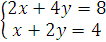 2x + 4y = 8
x + 2y = 4